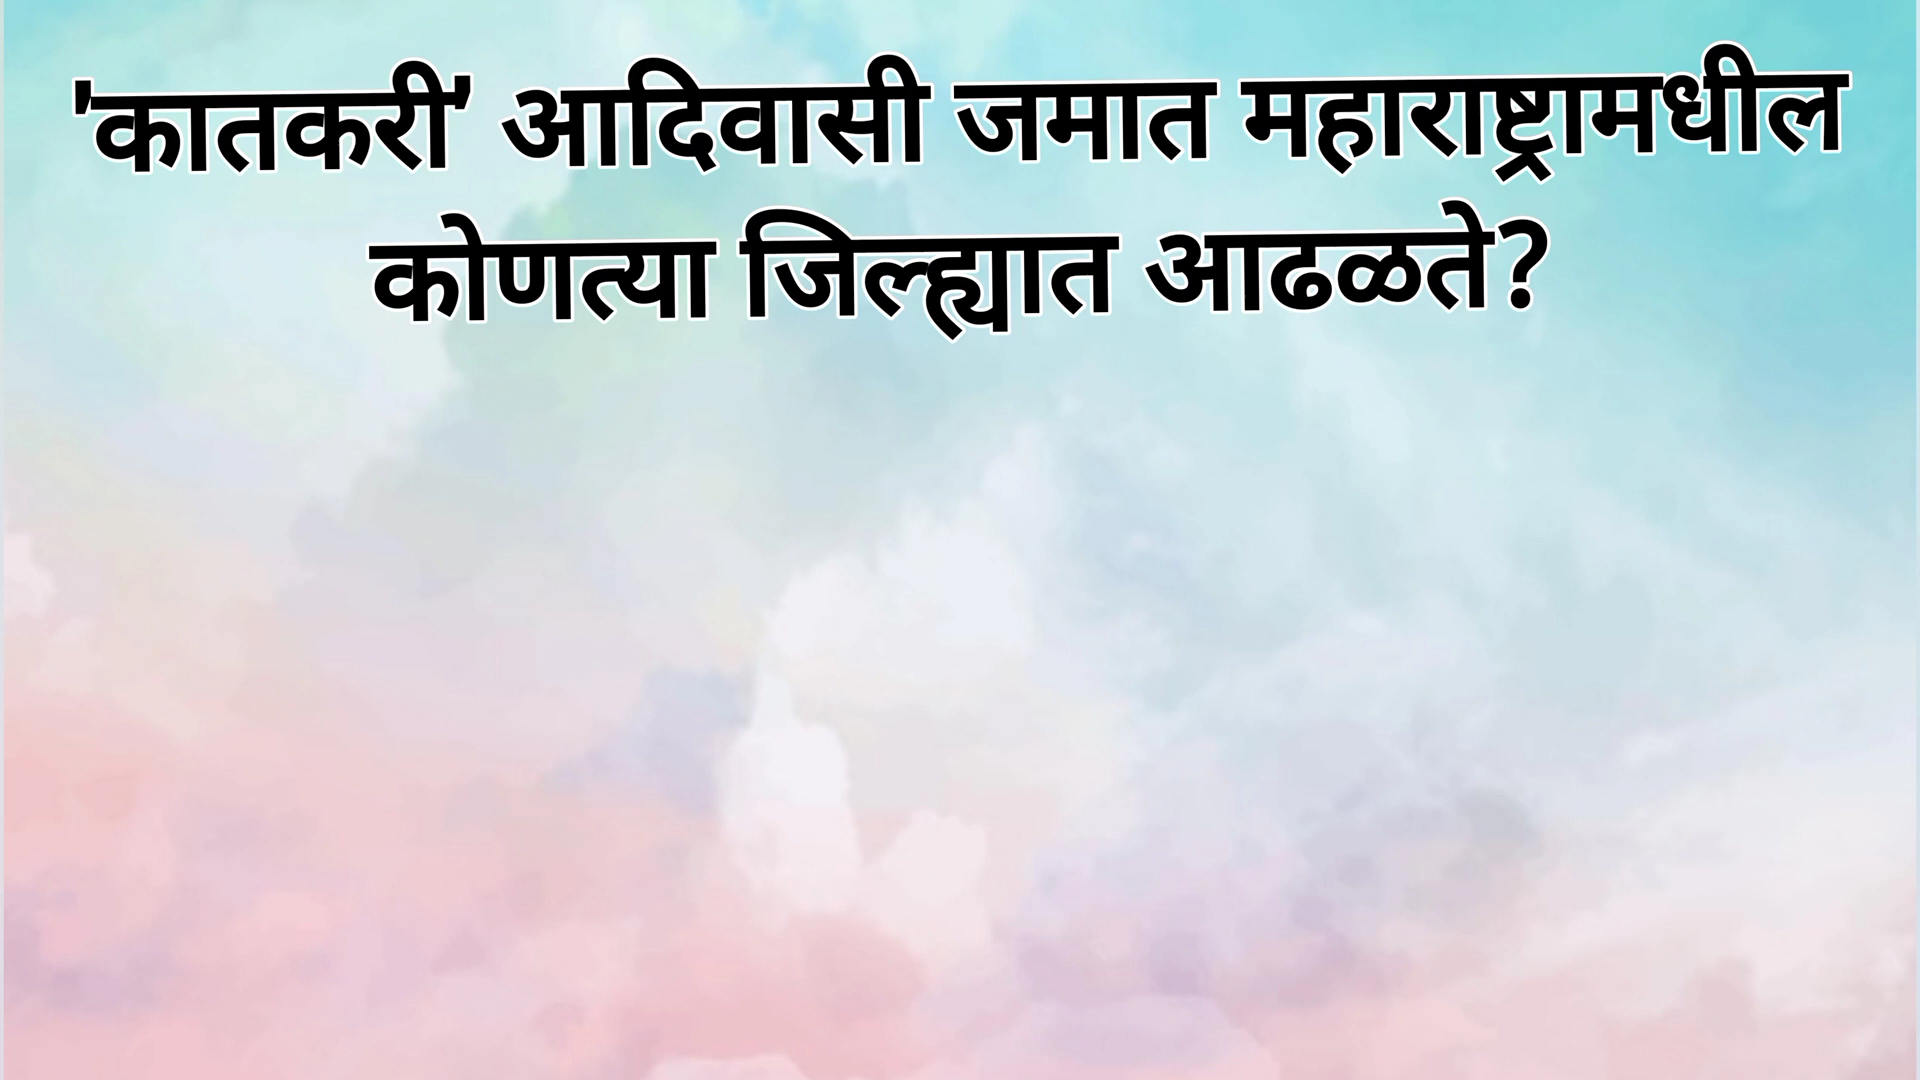 'कातकरी' आदिवासी जमात महाराष्ट्रामधील
कोणत्या जिल्ह्यात आढळते?